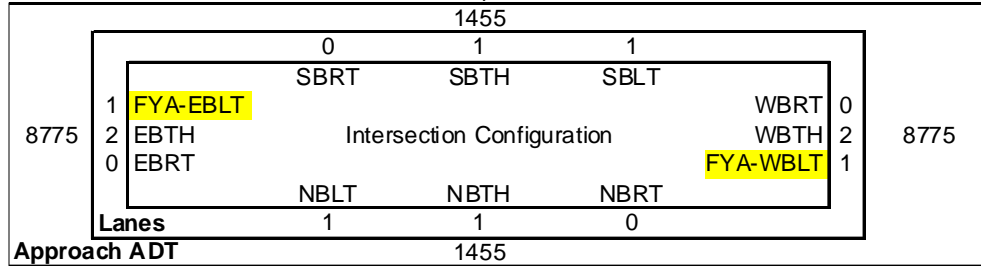 1455
0 1 1
SBRT SBTH SBLT
1 FYA-EBLT WBRT 0
8775 2 EBTH Intersection Configuration WBTH 2 8775
0 EBRT FYA-WBLT 1
NBLT NBTH NBRT
Lanes 1 1 0
Approach ADT 1455